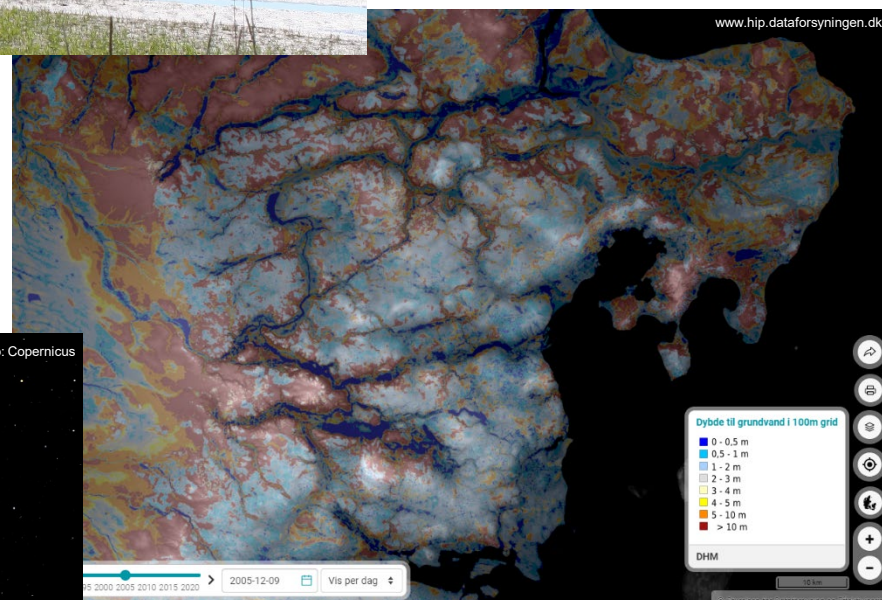 www.hip.dataforsyningen.dk
: Copernicus
Dybde til grundvand i 100m grid
0 - 0,5 m
0,5 - 1 m
1 - 2 m
2 - 3 m
3 - 4 m
4 - 5 m
5 - 10 m
> 10 m
DHM
10 km
95 2000 2005 2010 2015 2020
2005-12-09
Vis per dag